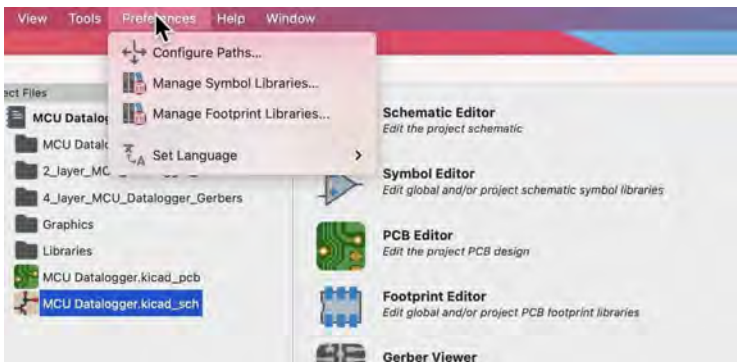 View Tools Preferences Help Window
Configure Paths...
Manage Symbol Libraries...
Manage Footprint Libraries...
Set Language
ect Files
MCU Datalog
MCU Datalc
2_layer_MC
4_layer_MCU_Datalogger_Gerbers
Graphics
Libraries
MCU Datalogger.kicad_pcb
MCU Datalogger.kicad_sch
Schematic Editor
Edit the project schematic
Symbol Editor
Edit global and/or project schematic symbol libraries
PCB Editor
Edit the project PCB design
Footprint Editor
Edit global and/or project PCB footprint libraries
Gerber Viewer